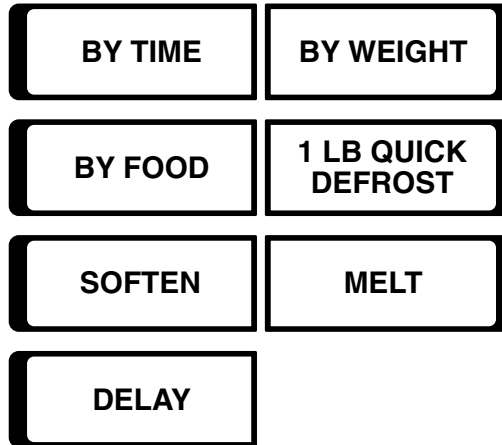 BY TIME
BY WEIGHT
BY FOOD
1 LB QUICK
DEFROST
SOFTEN
MELT
DELAY